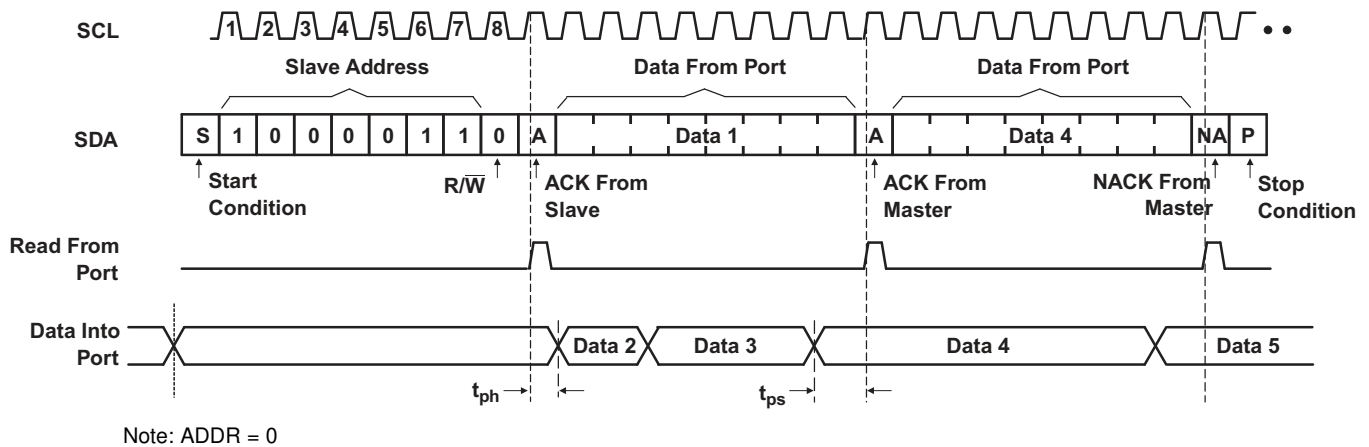 SCL 1 2 3 4 5 6 7 8
Slave Address Data From Port Data From Port
SDA S 1 0 0 0 0 1 1 0 A Data 1 A Data 4 NA P
Start Condition
R/W̅
ACK From Slave
ACK From Master
NACK From Master
Stop Condition
Read From Port
Data Into Port
Data 2 Data 3 Data 4 Data 5
tph tps
Note: ADDR = 0